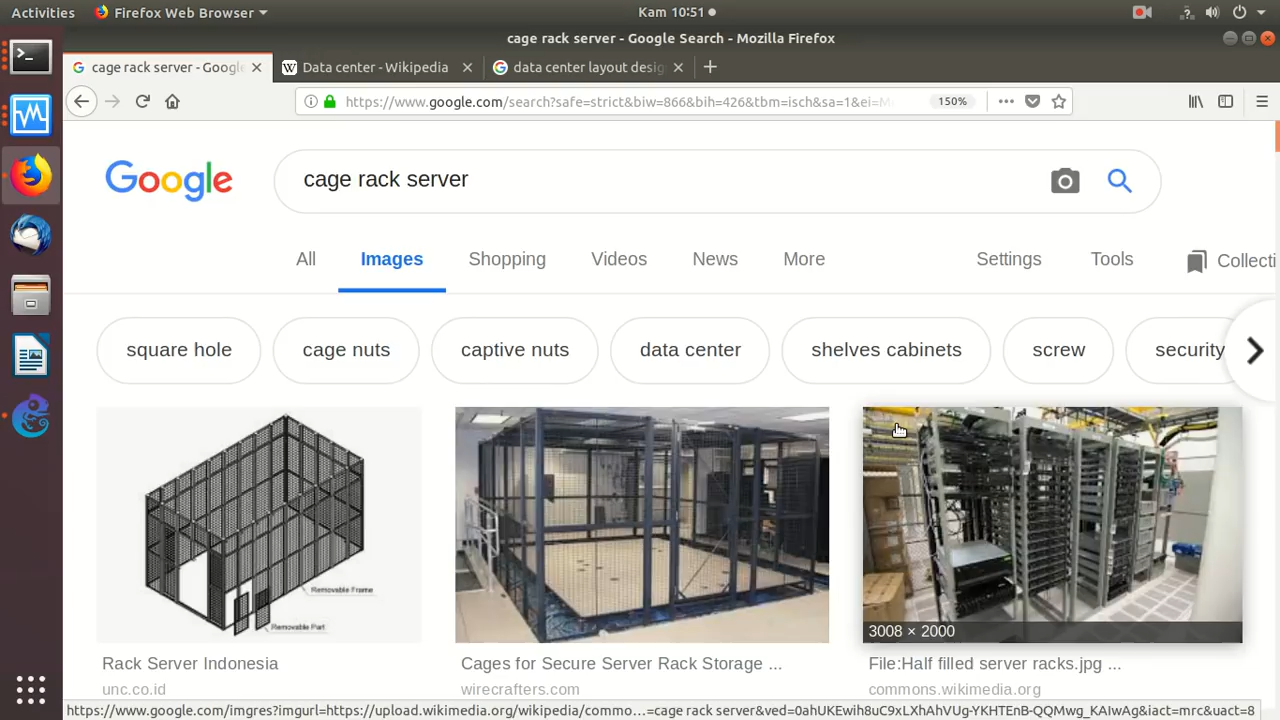 Activities
Firefox Web Browser
Kam 10:51
cage rack server - Google Search - Mozilla Firefox
cage rack server - Googl
W Data center - Wikipedia
G data center layout desig
https://www.google.com/search?safe=strict&biw=866&bih=426&tbm=isch&sa=1&ei=M
150%
Google
cage rack server
All
Images
Shopping
Videos
News
More
Settings
Tools
Collecti
square hole
cage nuts
captive nuts
data center
shelves cabinets
screw
security
Removable Frame
Removable Part
3008 × 2000
Rack Server Indonesia
Cages for Secure Server Rack Storage ...
File:Half filled server racks.jpg ...
unc.co.id
wirecrafters.com
commons.wikimedia.org
https://www.google.com/imgres?imgurl=https://upload.wikimedia.org/wikipedia/commo...=cage rack server&ved=0ahUKEwih8uC9xLXhAhVUg-YKHTEnB-QQMwg_KAIwAg&iact=mrc&uact=8